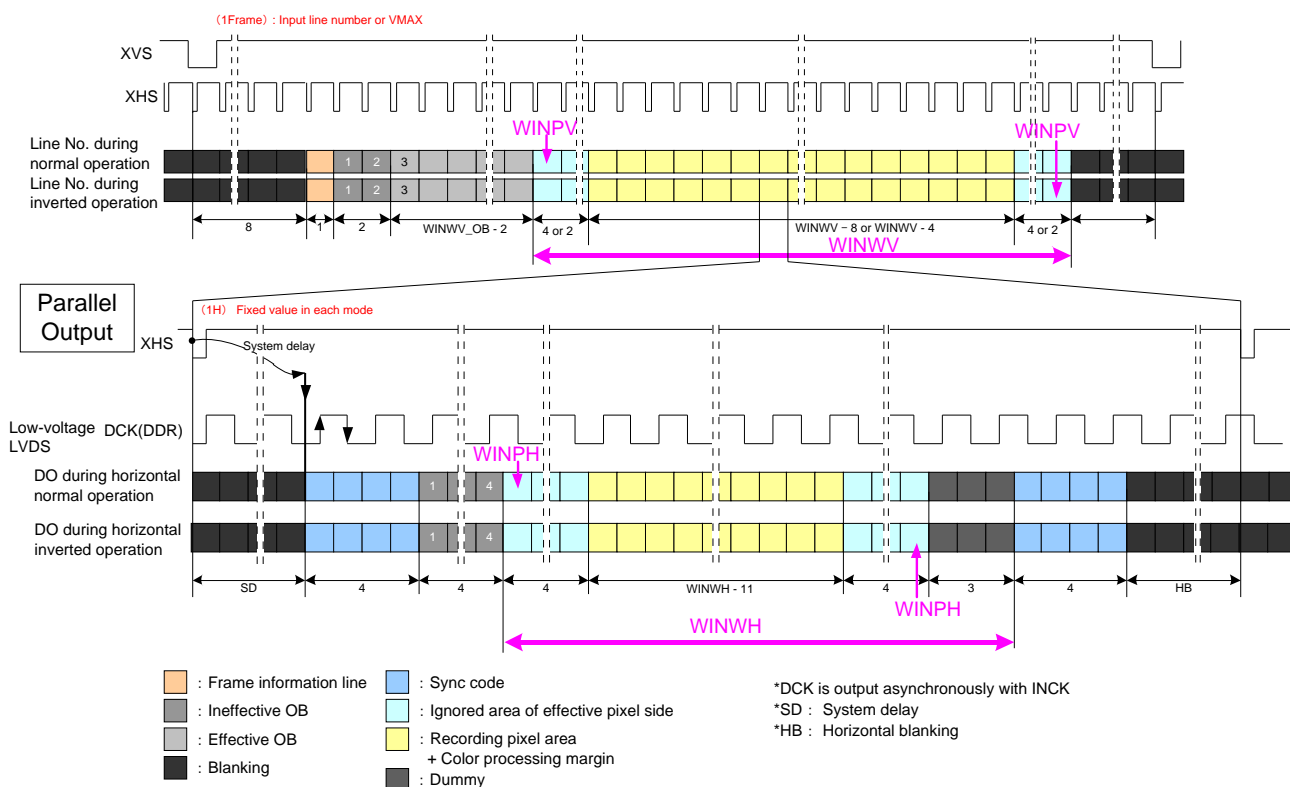 (1Frame) : Input line number or VMAX
XVS
XHS
WINPV
WINPV
Line No. during
normal operation
1 2 3
Line No. during
inverted operation
1 2 3
8
1
2
WINWV_OB - 2
4 or 2
WINWV – 8 or WINWV - 4
4 or 2
WINWV
Parallel
Output
(1H) Fixed value in each mode
XHS
System delay
Low-voltage
LVDS
DCK(DDR)
WINPH
DO during horizontal
normal operation
1 4
DO during horizontal
inverted operation
1 4
SD
4
4
4
WINWH - 11
4
3
4
HB
WINPH
WINWH
: Frame information line
: Ineffective OB
: Effective OB
: Blanking
: Sync code
: Ignored area of effective pixel side
: Recording pixel area
+ Color processing margin
: Dummy
*DCK is output asynchronously with INCK
*SD : System delay
*HB : Horizontal blanking